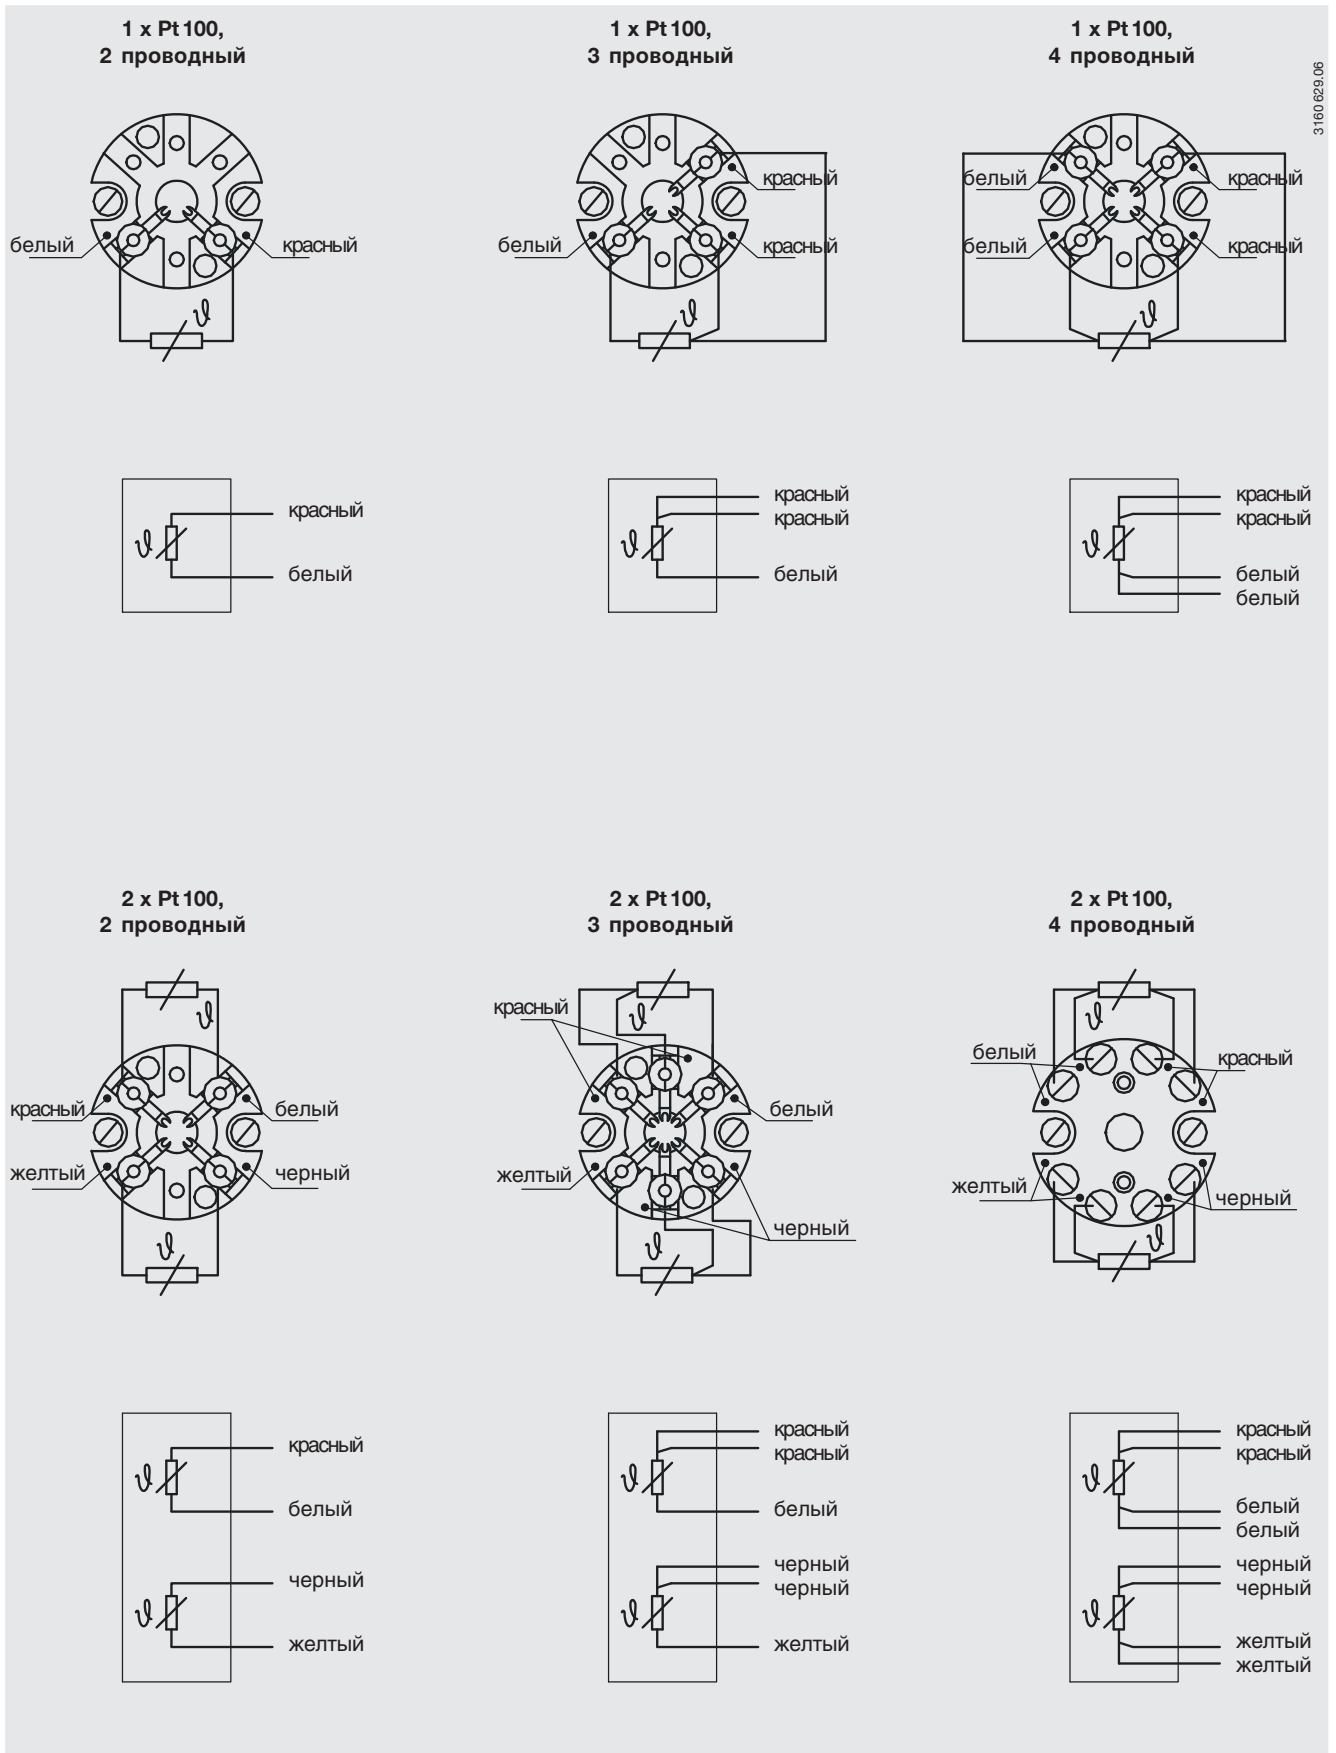 1 x Pt 100,
2 проводный
1 x Pt 100,
3 проводный
1 x Pt 100,
4 проводный
3160629.06
белый
красный
красный
белый
красный
белый
красный
белый
красный
ϑ
ϑ
ϑ
ϑ
красный
белый
ϑ
красный
красный
белый
ϑ
красный
красный
белый
белый
2 x Pt 100,
2 проводный
2 x Pt 100,
3 проводный
2 x Pt 100,
4 проводный
ϑ
красный
белый
желтый
черный
ϑ
красный
ϑ
белый
желтый
черный
ϑ
ϑ
белый
красный
желтый
черный
ϑ
ϑ
красный
белый
ϑ
черный
желтый
ϑ
красный
красный
белый
ϑ
черный
черный
желтый
ϑ
красный
красный
белый
белый
ϑ
черный
черный
желтый
желтый